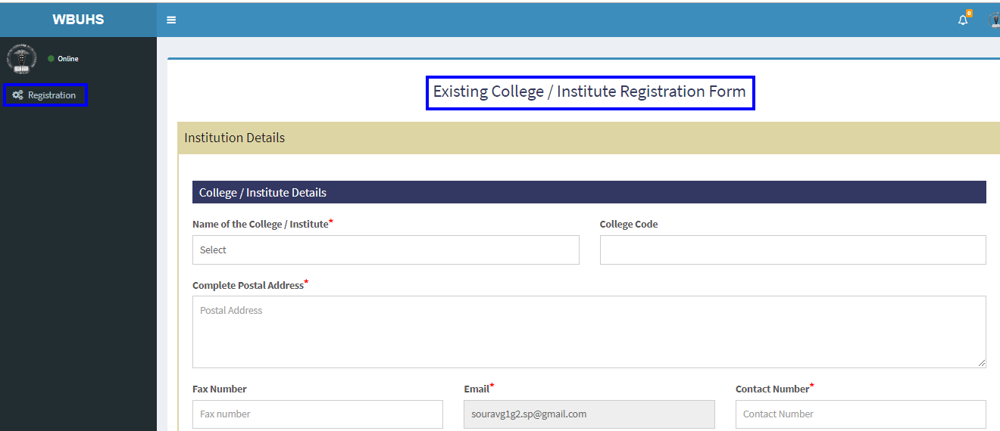 WBUHS
0
Online
Registration
Existing College / Institute Registration Form
Institution Details
College / Institute Details
Name of the College / Institute*
College Code
Select
Complete Postal Address*
Postal Address
Fax Number
Email*
Contact Number*
Fax number
souravg1g2.sp@gmail.com
Contact Number